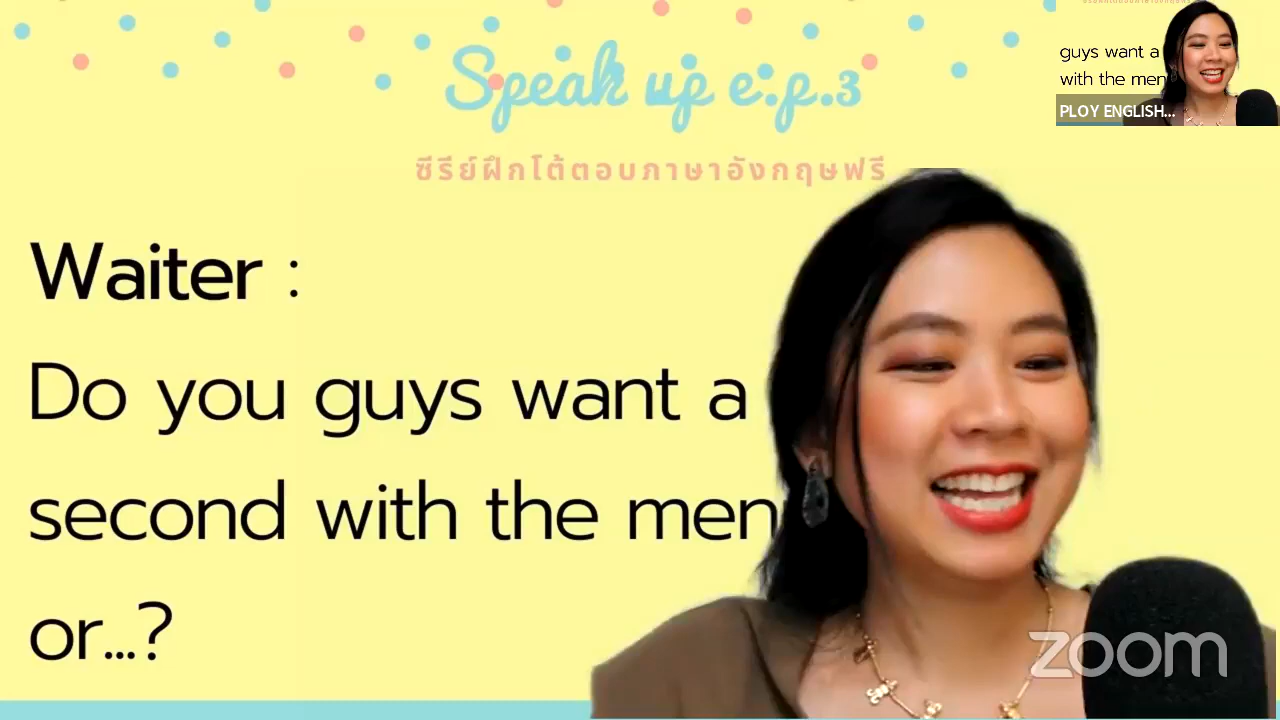 Speak up e.p.3
ซีรีย์ฝึกโต้ตอบภาษาอังกฤษฟรี
Waiter :
Do you guys want a
second with the men
or...?
guys want a
with the men
PLOY ENGLISH...
zoom